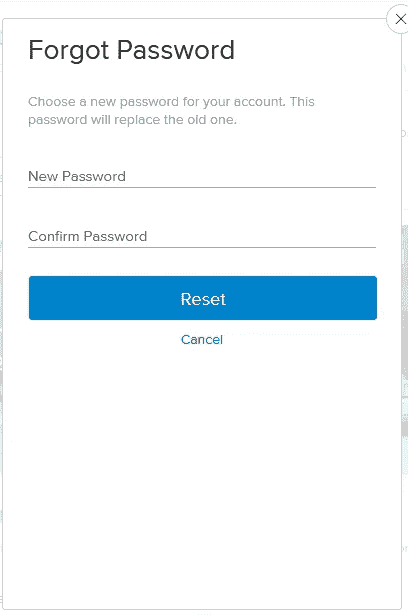 Forgot Password
Choose a new password for your account. This
password will replace the old one.
New Password
Confirm Password
Reset
Cancel